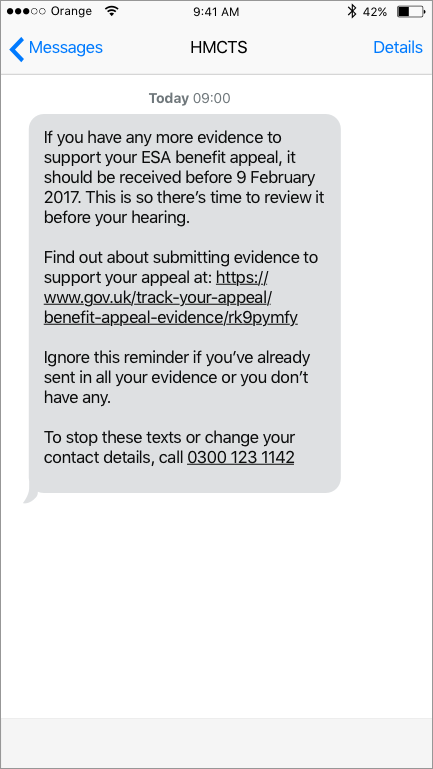 Orange 9:41 AM 42%
Messages HMCTS Details
Today 09:00
If you have any more evidence to
support your ESA benefit appeal, it
should be received before 9 February
2017. This is so there’s time to review it
before your hearing.
Find out about submitting evidence to
support your appeal at: https://
www.gov.uk/track-your-appeal/
benefit-appeal-evidence/rk9pymfy
Ignore this reminder if you’ve already
sent in all your evidence or you don’t
have any.
To stop these texts or change your
contact details, call 0300 123 1142